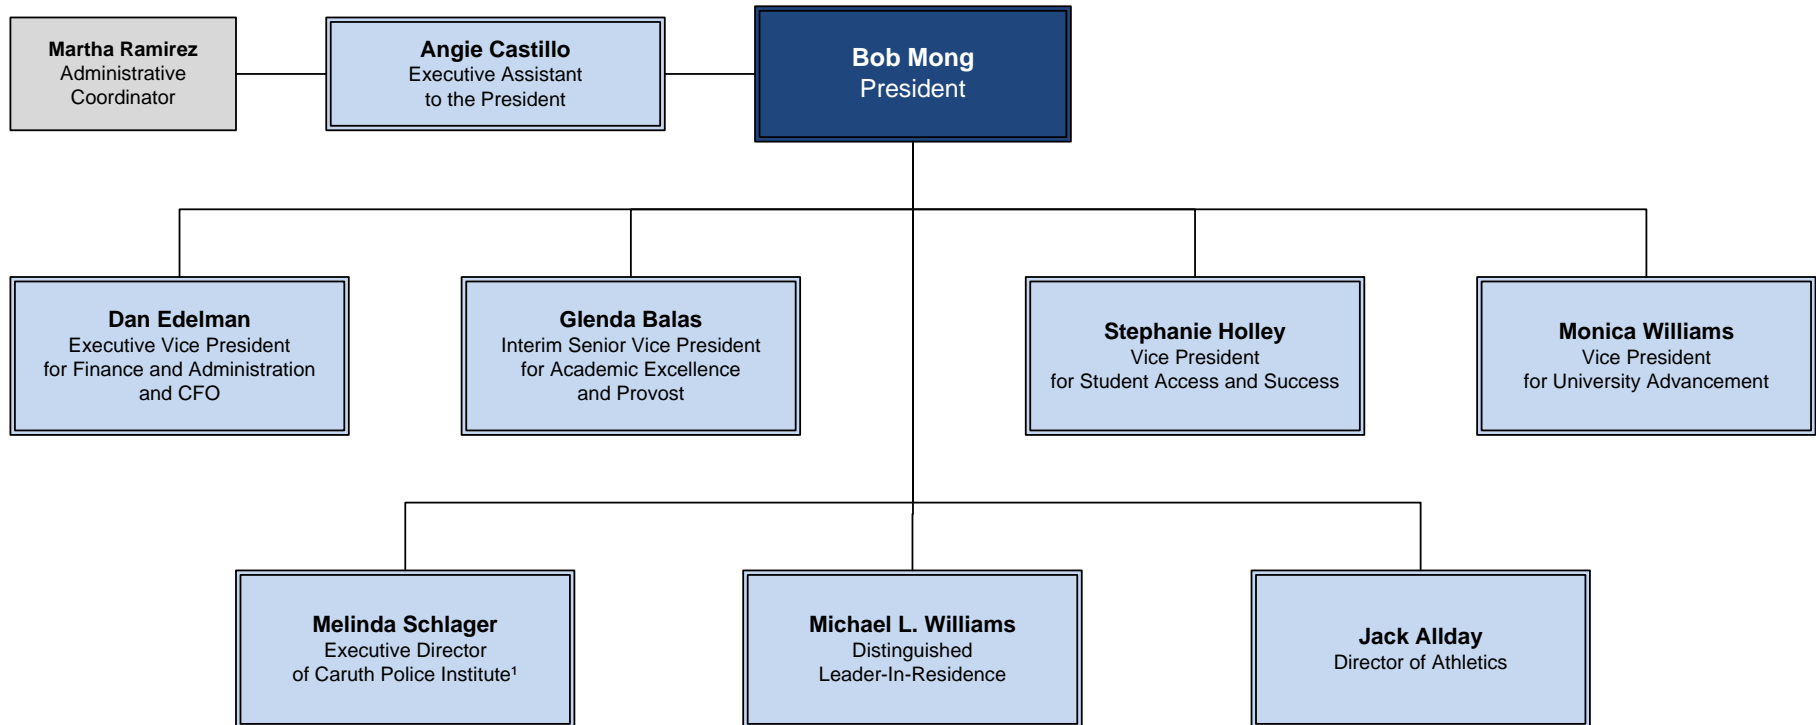 Martha Ramirez
Administrative
Coordinator
Angie Castillo
Executive Assistant
to the President
Bob Mong
President
Dan Edelman
Executive Vice President
for Finance and Administration
and CFO
Glenda Balas
Interim Senior Vice President
for Academic Excellence
and Provost
Stephanie Holley
Vice President
for Student Access and Success
Monica Williams
Vice President
for University Advancement
Melinda Schlager
Executive Director
of Caruth Police Institute¹
Michael L. Williams
Distinguished
Leader-In-Residence
Jack Allday
Director of Athletics